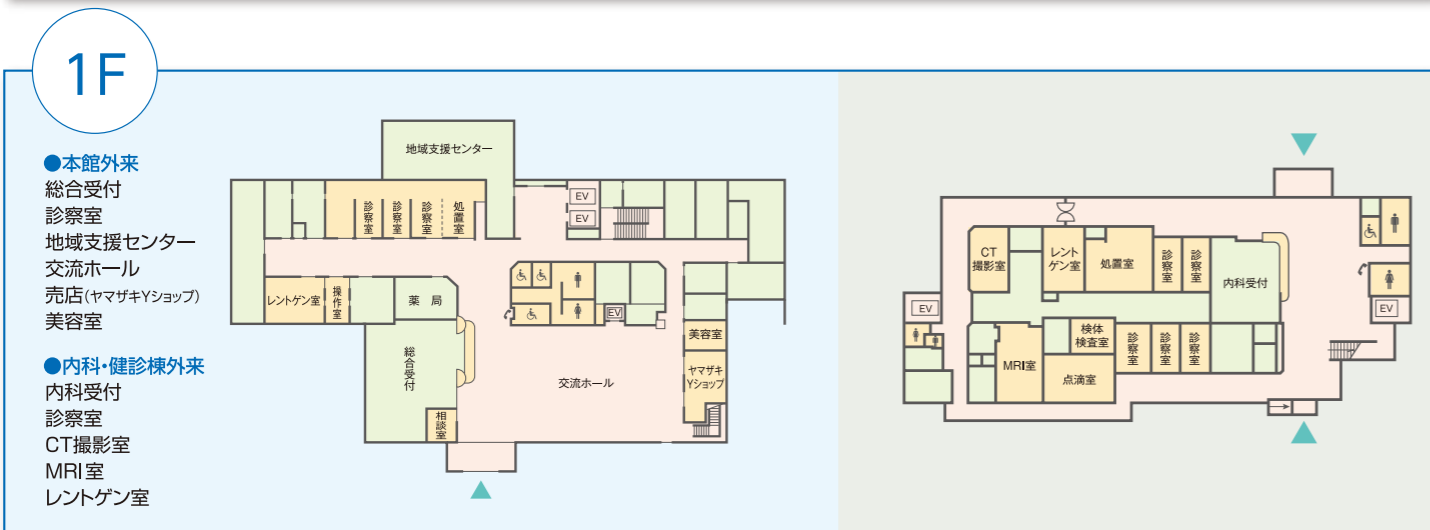 1F
●本館外来
総合受付
診察室
地域支援センター
交流ホール
売店(ヤマザキYショップ)
美容室
●内科・健診棟外来
内科受付
診察室
CT撮影室
MRI室
レントゲン室
地域支援センター
診察室
診察室
診察室
処置室
EV
EV
レントゲン室
操作室
薬局
EV
総合受付
美容室
ヤマザキ
Yショップ
交流ホール
相談室
CT
撮影室
レント
ゲン室
処置室
診察室
診察室
内科受付
EV
EV
検体
検査室
診察室
診察室
診察室
MRI室
点滴室